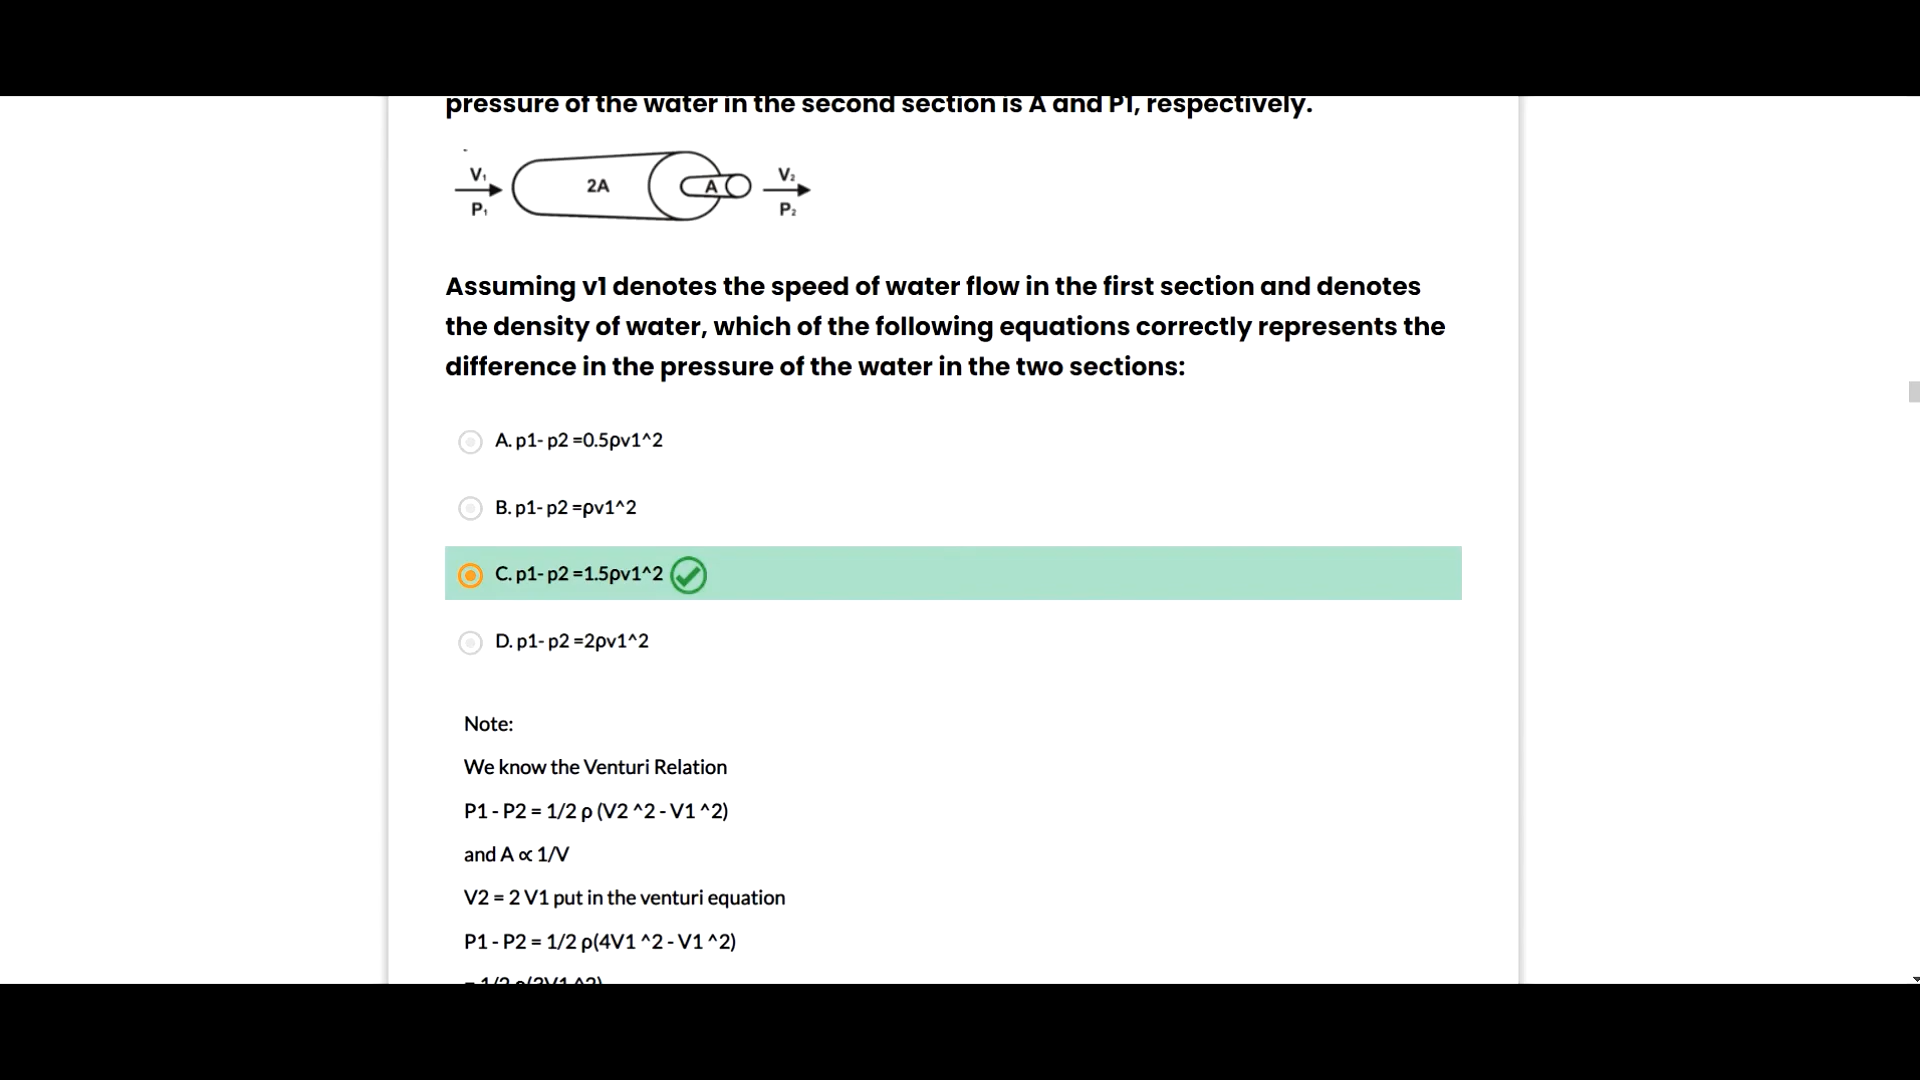 pressure of the water in the second section is A and P1, respectively.
V₁
P₁
2A
A
V₂
P₂
Assuming v1 denotes the speed of water flow in the first section and denotes
the density of water, which of the following equations correctly represents the
difference in the pressure of the water in the two sections:
A. p1- p2 =0.5ρv1^2
B. p1- p2 =ρv1^2
C. p1- p2 =1.5ρv1^2
D. p1- p2 =2ρv1^2
Note:
We know the Venturi Relation
P1 - P2 = 1/2 ρ (V2 ^2 - V1 ^2)
and A ∝ 1/V
V2 = 2 V1 put in the venturi equation
P1 - P2 = 1/2 ρ(4V1 ^2 - V1 ^2)
= 1/2 ρ(3V1 ^2)